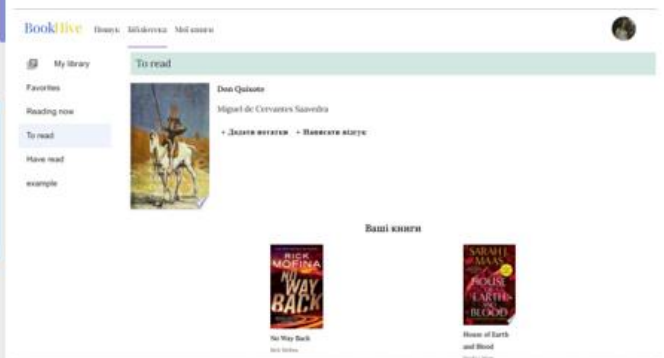 BookHive Пошук Бібліотека Мої книги
My library
Favorites
Reading now
To read
Have read
example
To read
Don Quixote
Miguel de Cervantes Saavedra
+ Додати нотатки + Написати відгук
Ваші книги
RICK
MOFINA
NO
WAY
BACK
No Way Back
Rick Mofina
SARAH J.
MAAS
HOUSE
OF
EARTH
AND
BLOOD
House of Earth
and Blood